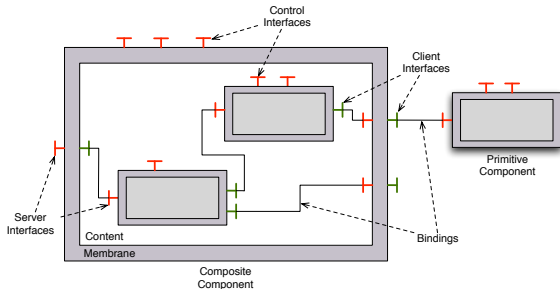 Control
Interfaces
Client
Interfaces
Primitive
Component
Server
Interfaces
Content
Membrane
Bindings
Composite
Component